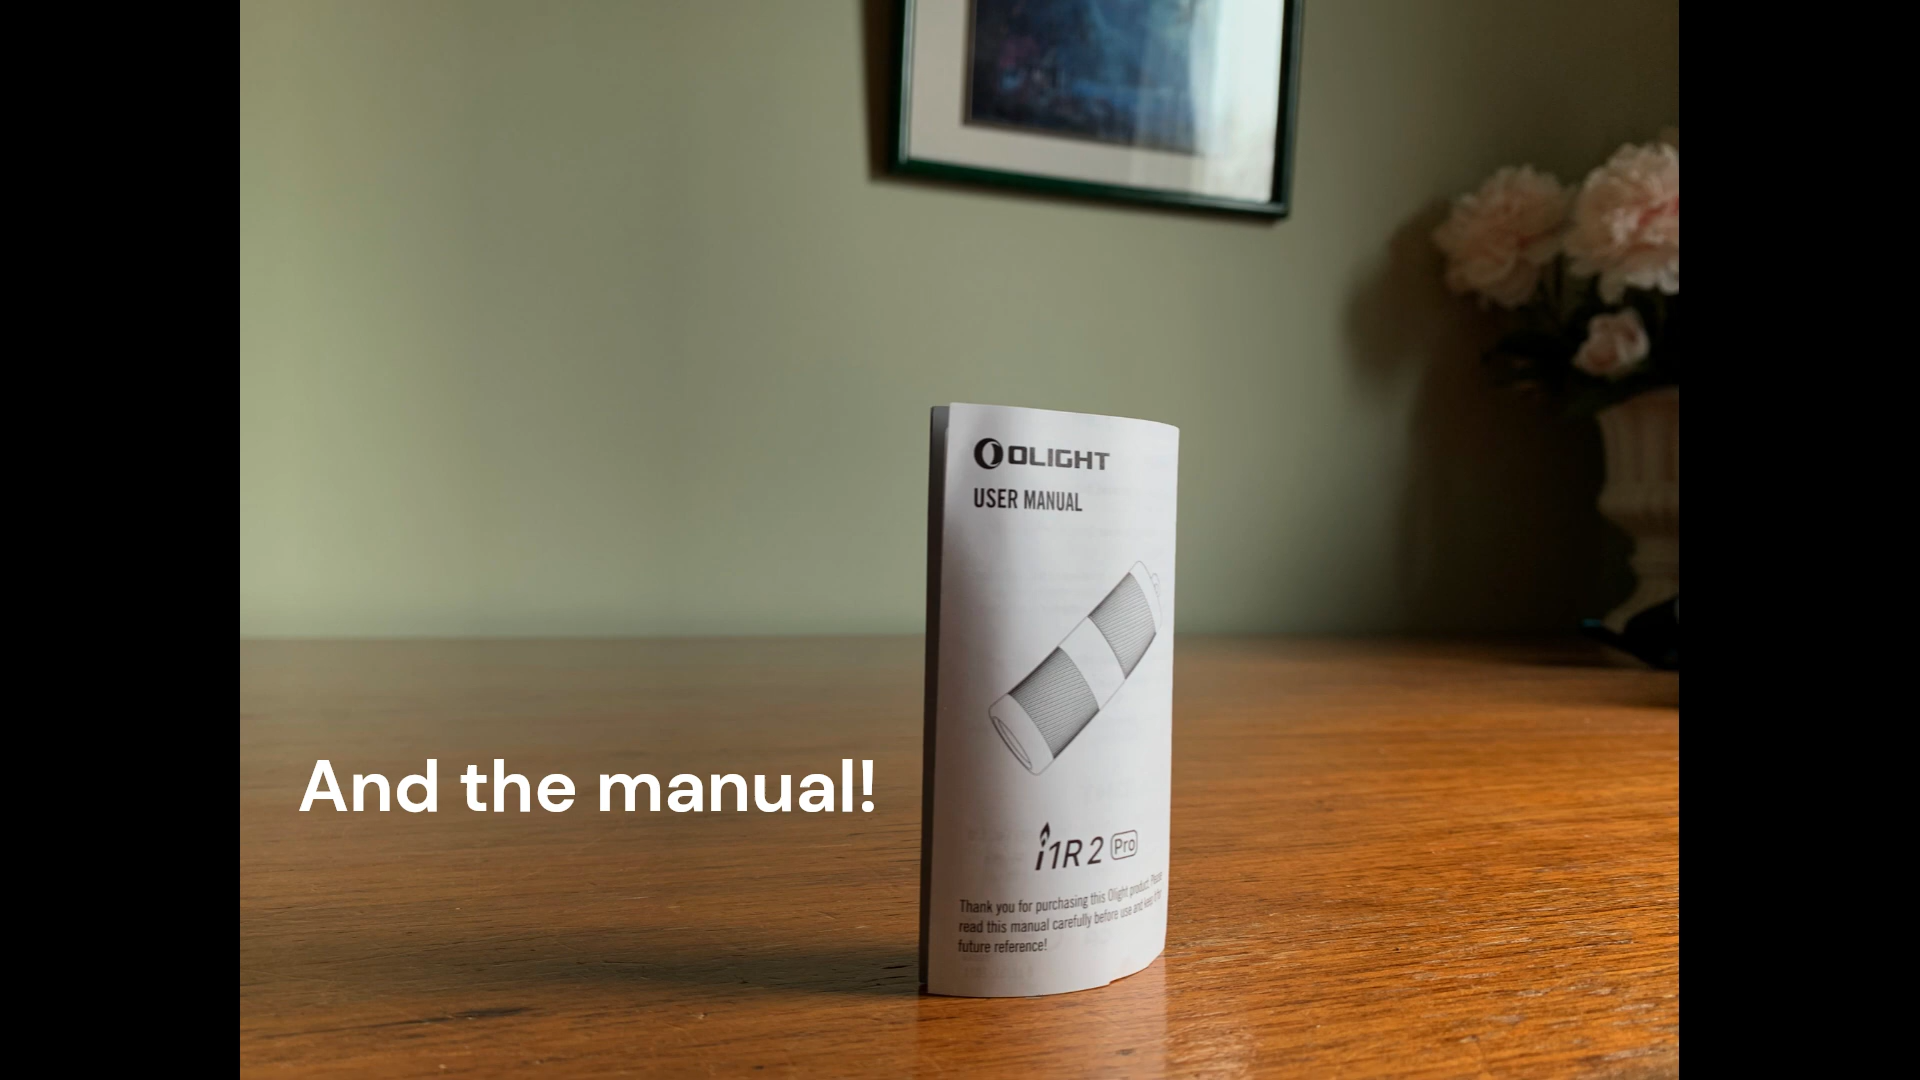 OLIGHT
USER MANUAL
And the manual!
i1R 2 Pro
Thank you for purchasing this Olight product. Please
read this manual carefully before use and keep it for
future reference!